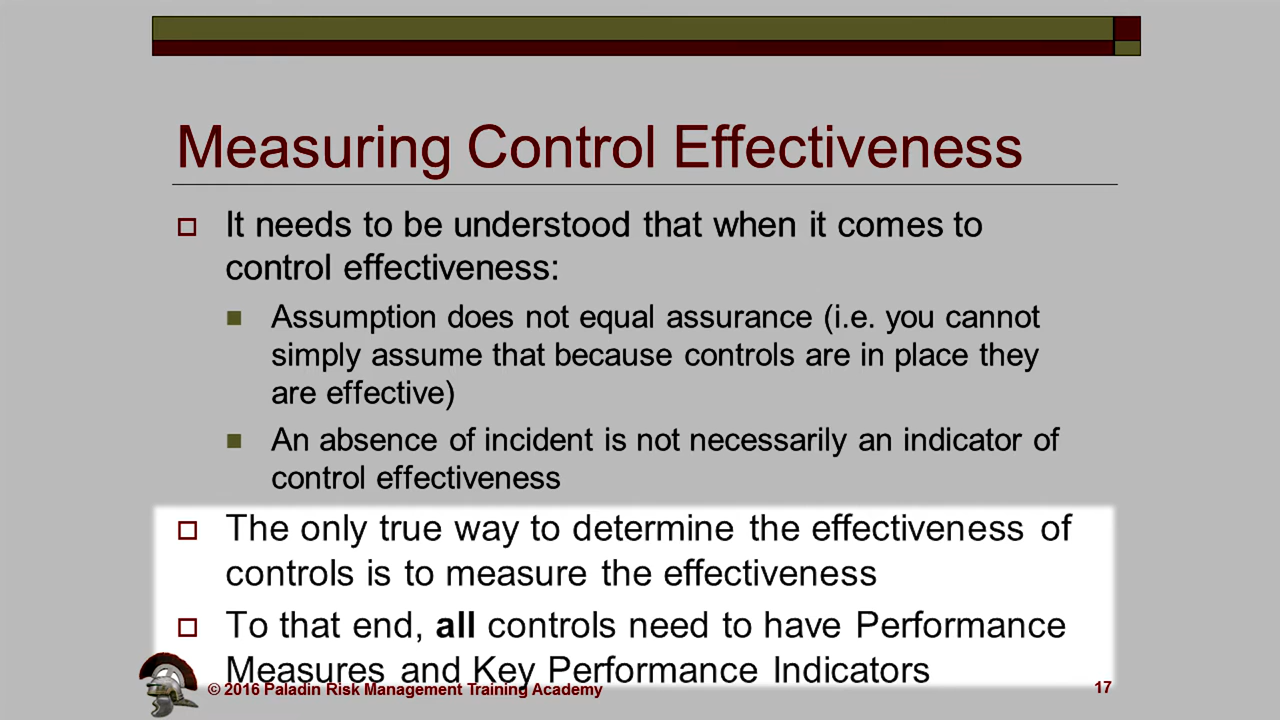 Measuring Control Effectiveness
It needs to be understood that when it comes to
control effectiveness:
Assumption does not equal assurance (i.e. you cannot
simply assume that because controls are in place they
are effective)
An absence of incident is not necessarily an indicator of
control effectiveness
The only true way to determine the effectiveness of
controls is to measure the effectiveness
To that end, all controls need to have Performance
Measures and Key Performance Indicators
© 2016 Paladin Risk Management Training Academy
17